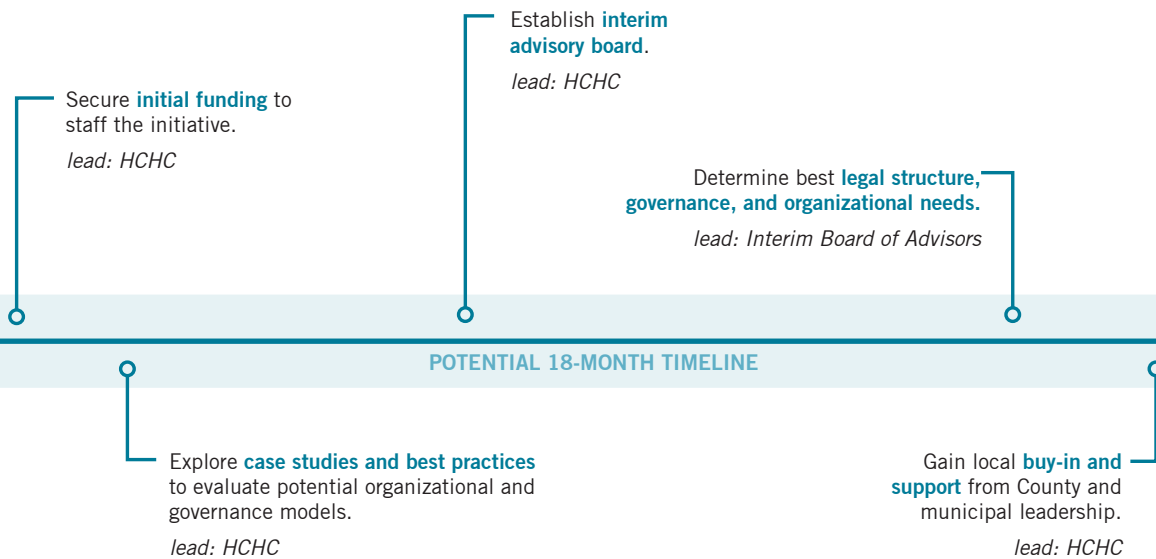 Establish interim
advisory board.
lead: HCHC
Secure initial funding to
staff the initiative.
lead: HCHC
Determine best legal structure,
governance, and organizational needs.
lead: Interim Board of Advisors
POTENTIAL 18-MONTH TIMELINE
Explore case studies and best practices
to evaluate potential organizational and
governance models.
lead: HCHC
Gain local buy-in and
support from County and
municipal leadership.
lead: HCHC